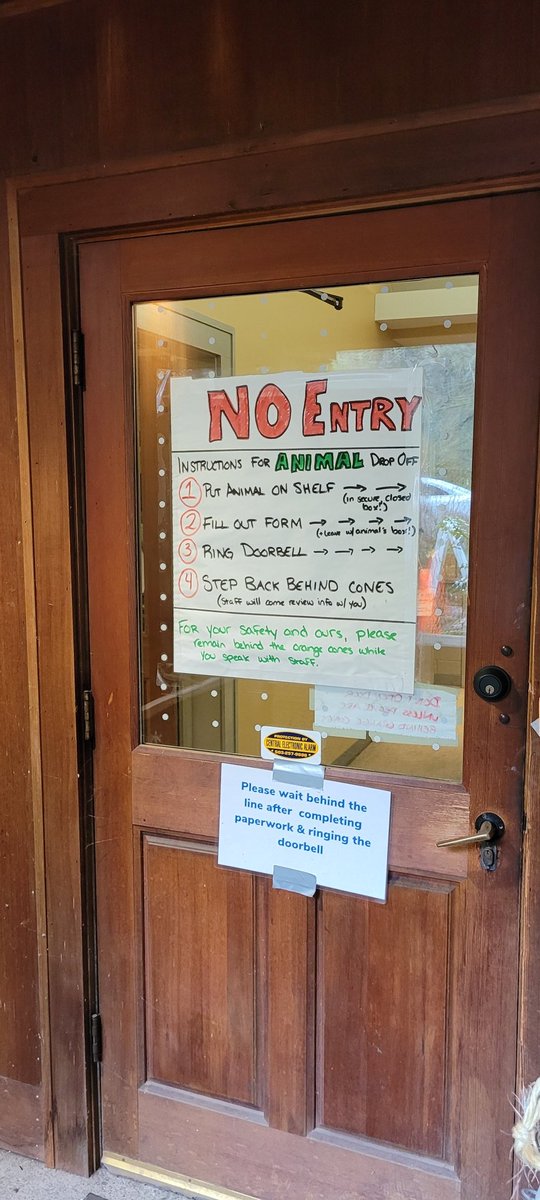 NO ENTRY
INSTRUCTIONS FOR ANIMAL DROP OFF
1 PUT ANIMAL ON SHELF → →
(in secure, closed
box!)
2 FILL OUT FORM → → → →
(+ leave w/ animal's box!)
3 RING DOORBELL → → → →
4 STEP BACK BEHIND CONES
(Staff will come review info w/ you)
FOR your safety and ours, please
remain behind the orange cones while
you speak with staff.
PROTECTION BY
CENTRAL ELECTRONIC ALARM
Please wait behind the
line after completing
paperwork & ringing the
doorbell